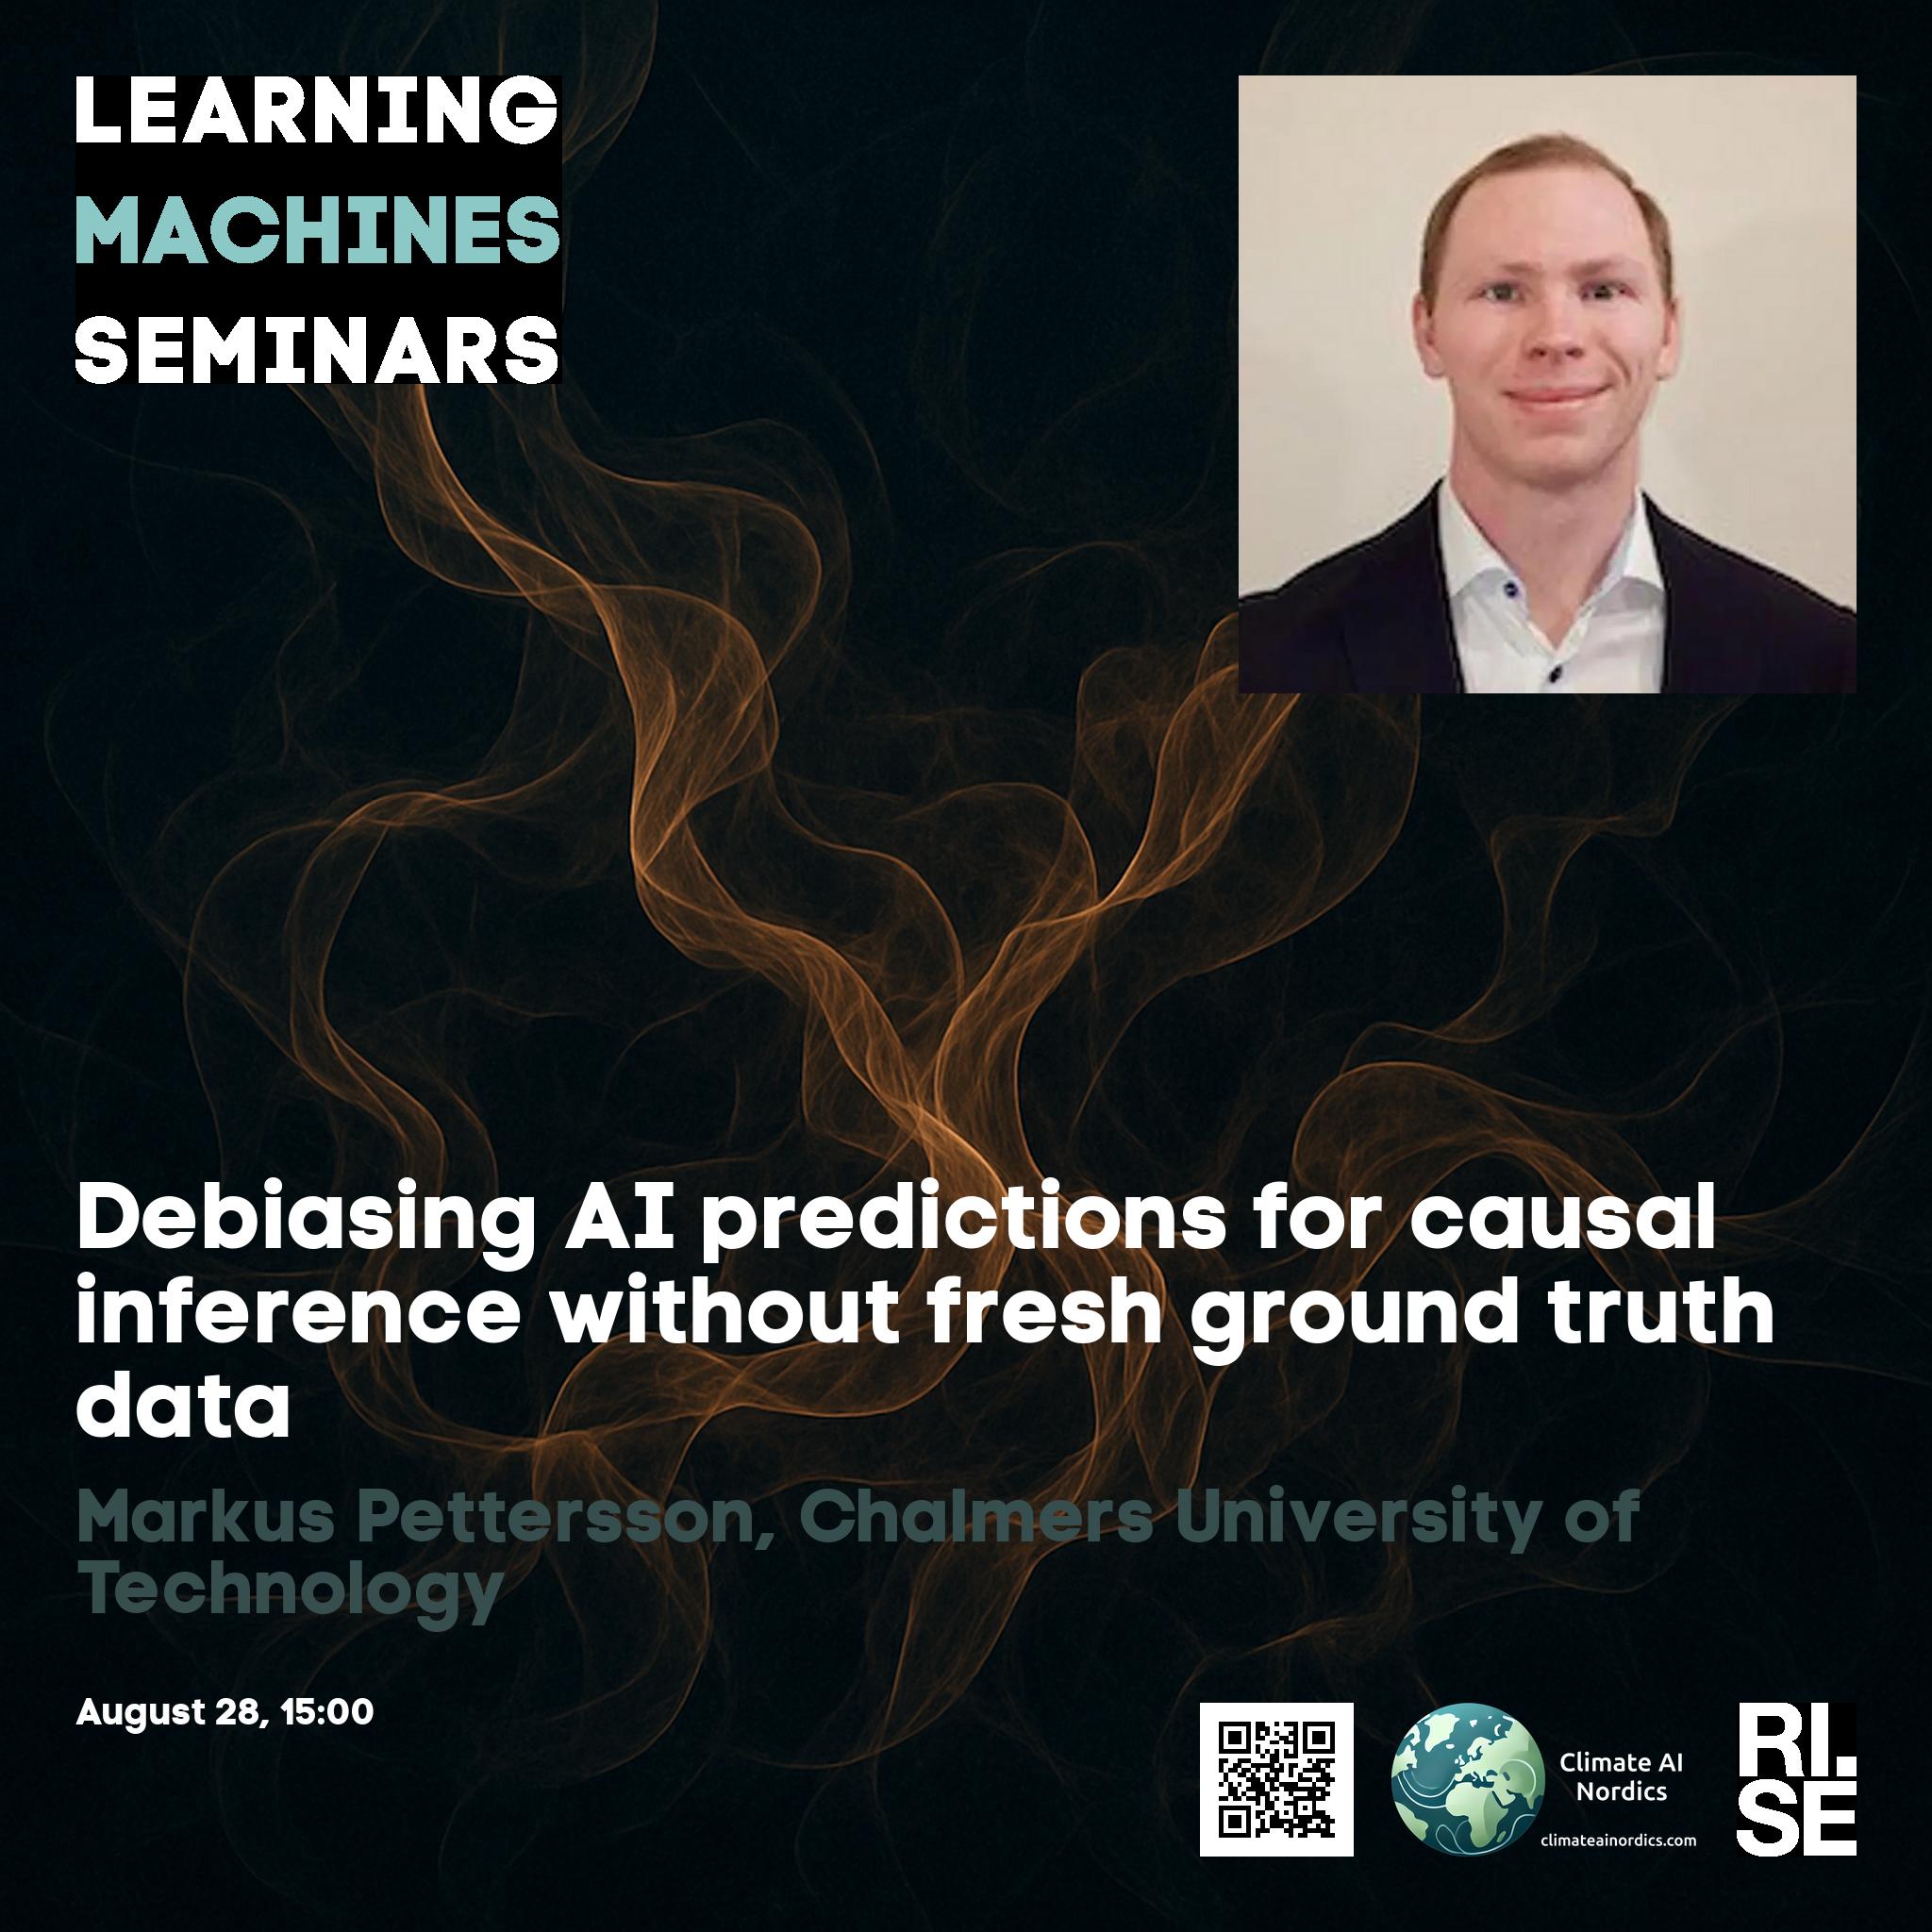 LEARNING
MACHINES
SEMINARS
Debiasing AI predictions for causal
inference without fresh ground truth
data
Markus Pettersson, Chalmers University of
Technology
August 28, 15:00
Climate AI
Nordics
climateainordics.com
RI.
SE